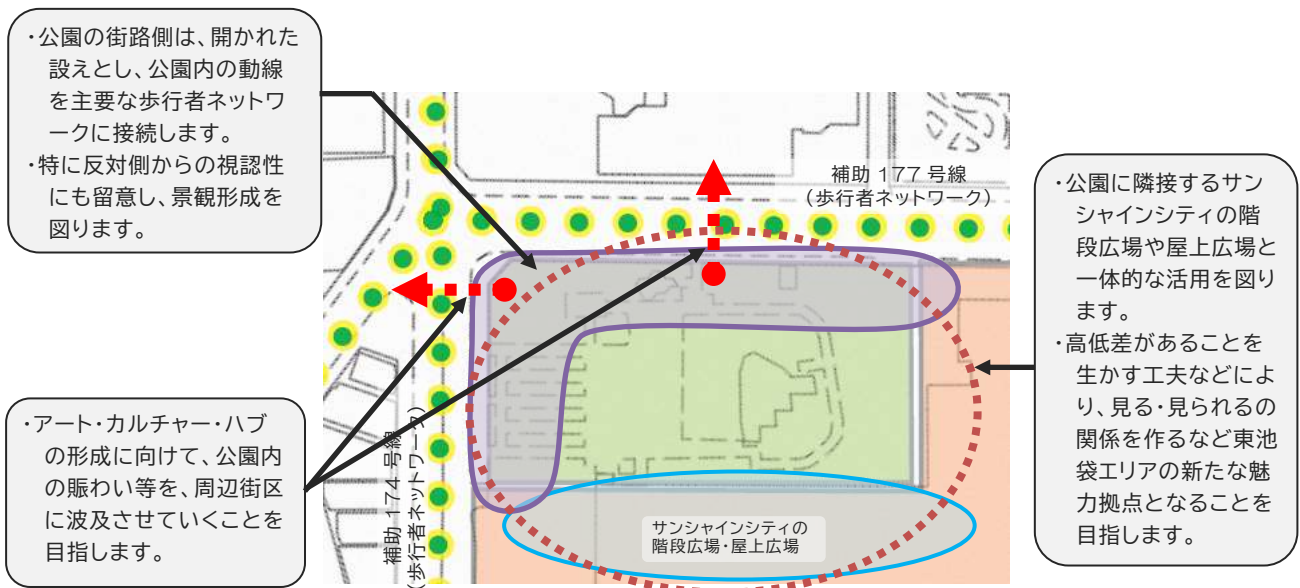 ・公園の街路側は、開かれた
設えとし、公園内の動線
を主要な歩行者ネットワ
ークに接続します。
・特に反対側からの視認性
にも留意し、景観形成を
図ります。
・アート・カルチャー・ハブ
の形成に向けて、公園内
の賑わい等を、周辺街区
に波及させていくことを
目指します。
補助 177 号線
(歩行者ネットワーク)
補助 174 号線
(歩行者ネットワーク)
サンシャインシティの
階段広場・屋上広場
・公園に隣接するサン
シャインシティの階
段広場や屋上広場と
一体的な活用を図り
ます。
・高低差があることを
生かす工夫などによ
り、見る・見られるの
関係を作るなど東池
袋エリアの新たな魅
力拠点となることを
目指します。